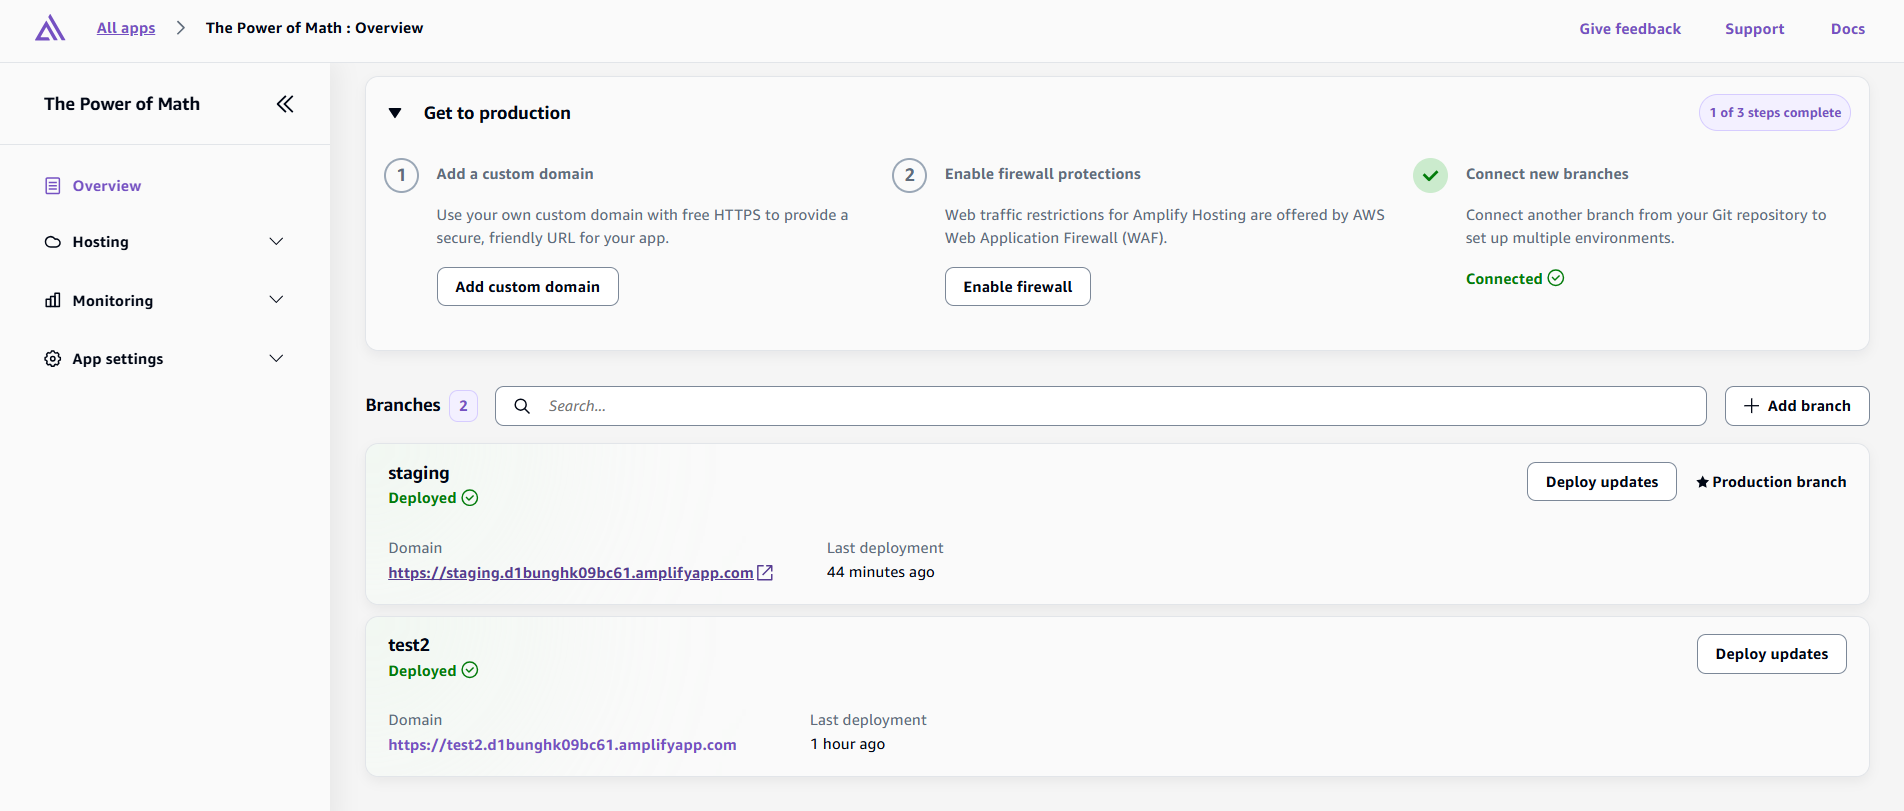 All apps
The Power of Math : Overview
Give feedback
Support
Docs
The Power of Math
Overview
Hosting
Monitoring
App settings
Get to production
1 of 3 steps complete
1
Add a custom domain
Use your own custom domain with free HTTPS to provide a
secure, friendly URL for your app.
Add custom domain
2
Enable firewall protections
Web traffic restrictions for Amplify Hosting are offered by AWS
Web Application Firewall (WAF).
Enable firewall
Connect new branches
Connect another branch from your Git repository to
set up multiple environments.
Connected
Branches 2
Search...
Add branch
staging
Deployed
Deploy updates
Production branch
Domain
https://staging.d1bunghk09bc61.amplifyapp.com
Last deployment
44 minutes ago
test2
Deployed
Deploy updates
Domain
https://test2.d1bunghk09bc61.amplifyapp.com
Last deployment
1 hour ago